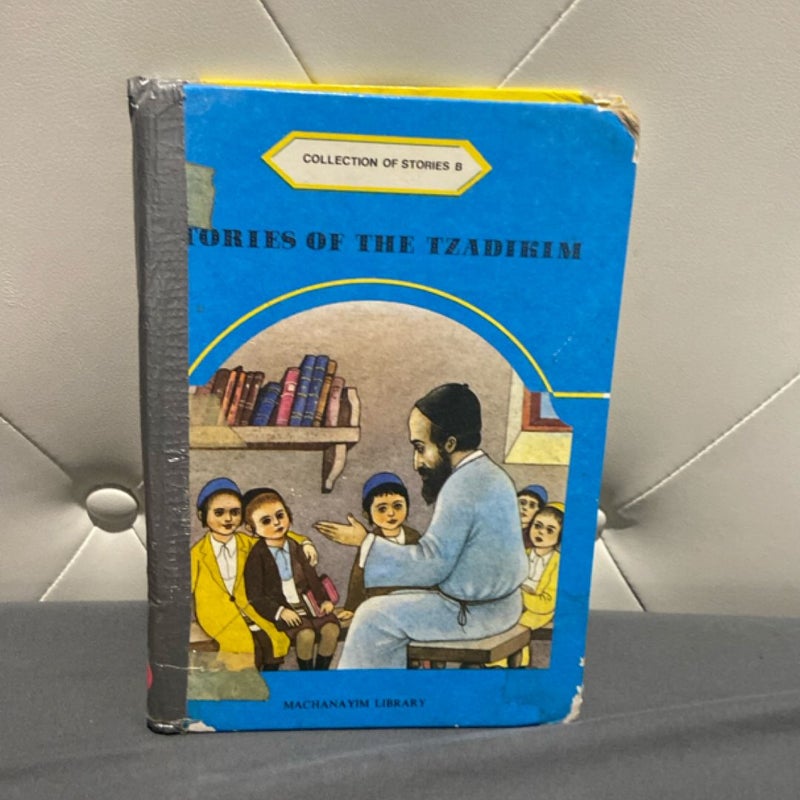 COLLECTION OF STORIES B
TORIES OF THE TZADIKIM
MACHANAYIM LIBRARY